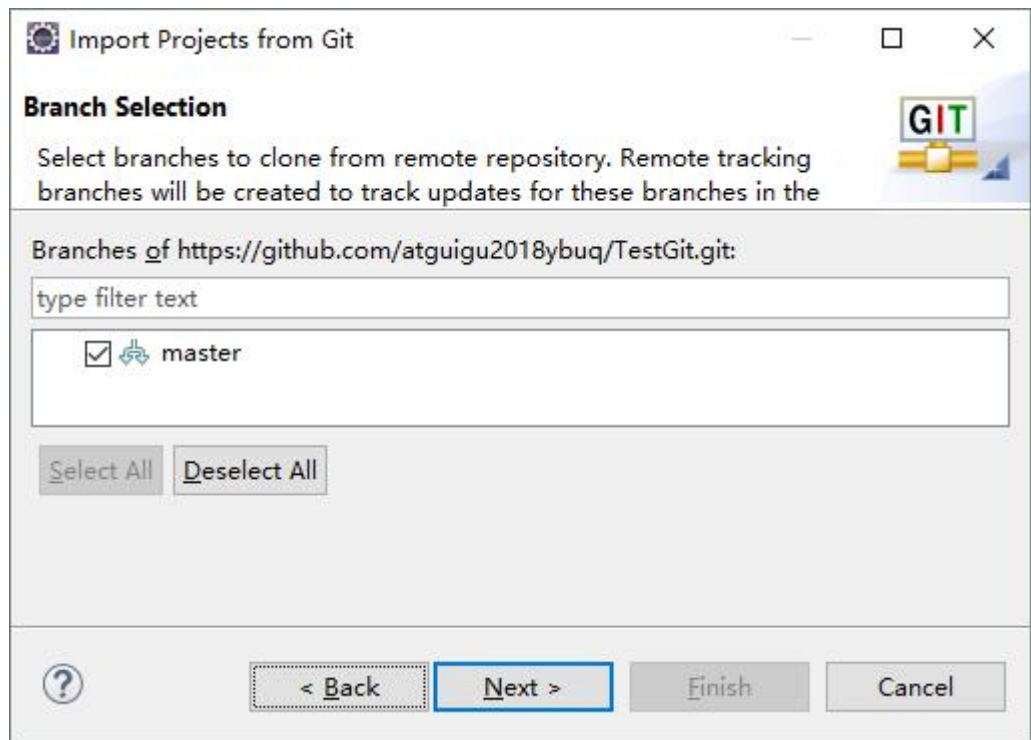 Import Projects from Git
Branch Selection
GIT
Select branches to clone from remote repository. Remote tracking
branches will be created to track updates for these branches in the
Branches of https://github.com/atguigu2018ybuq/TestGit.git:
type filter text
master
Select All Deselect All
? < Back Next > Finish Cancel